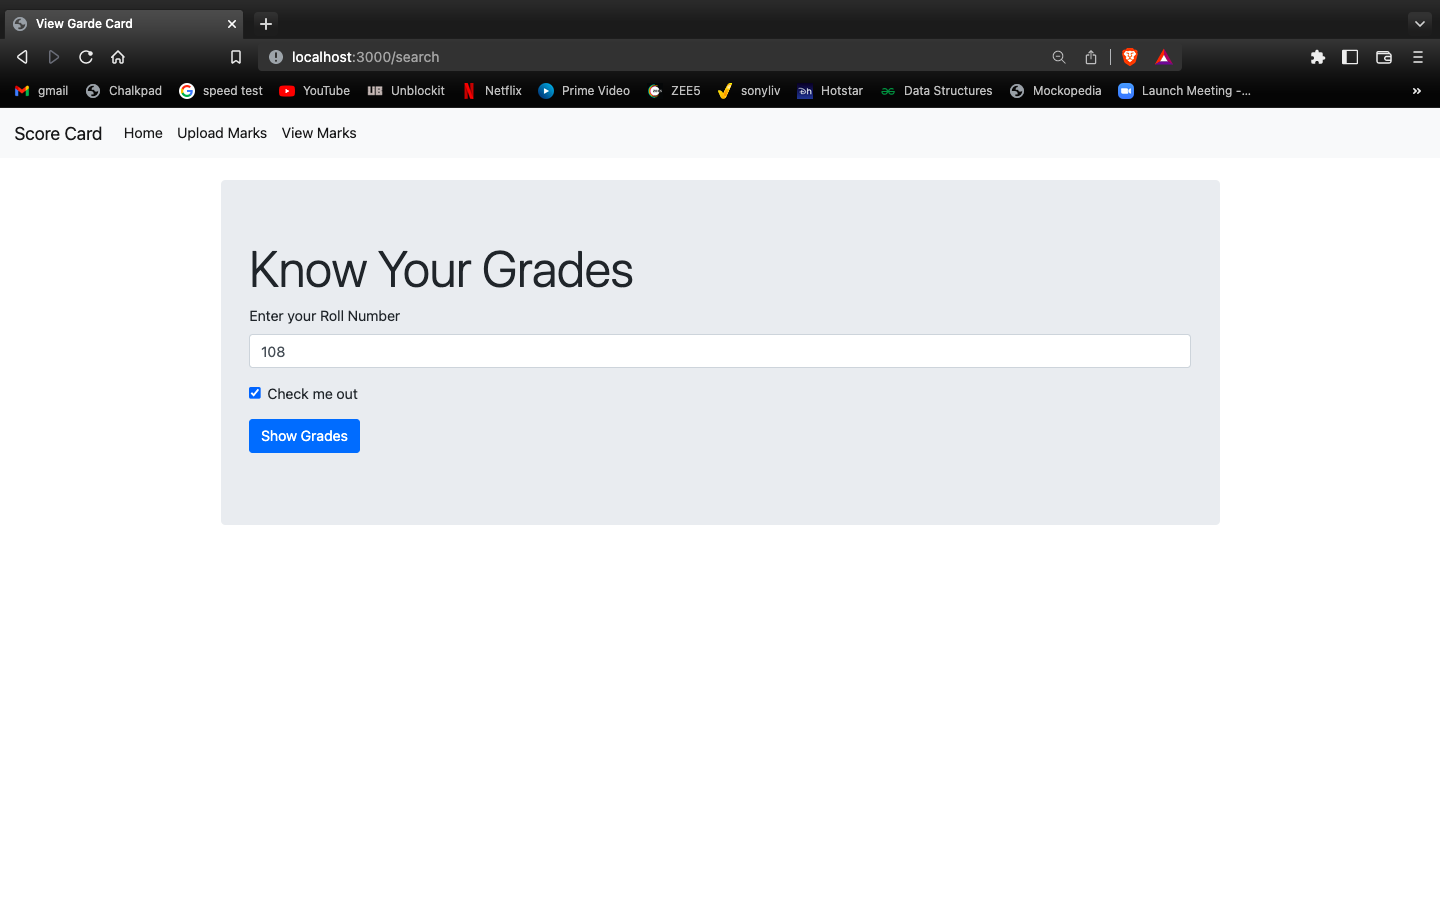 View Garde Card
localhost:3000/search
gmail Chalkpad speed test YouTube UB Unblockit Netflix Prime Video ZEE5 sonyliv Hotstar Data Structures Mockopedia Launch Meeting -...
Score Card Home Upload Marks View Marks
Know Your Grades
Enter your Roll Number
108
Check me out
Show Grades